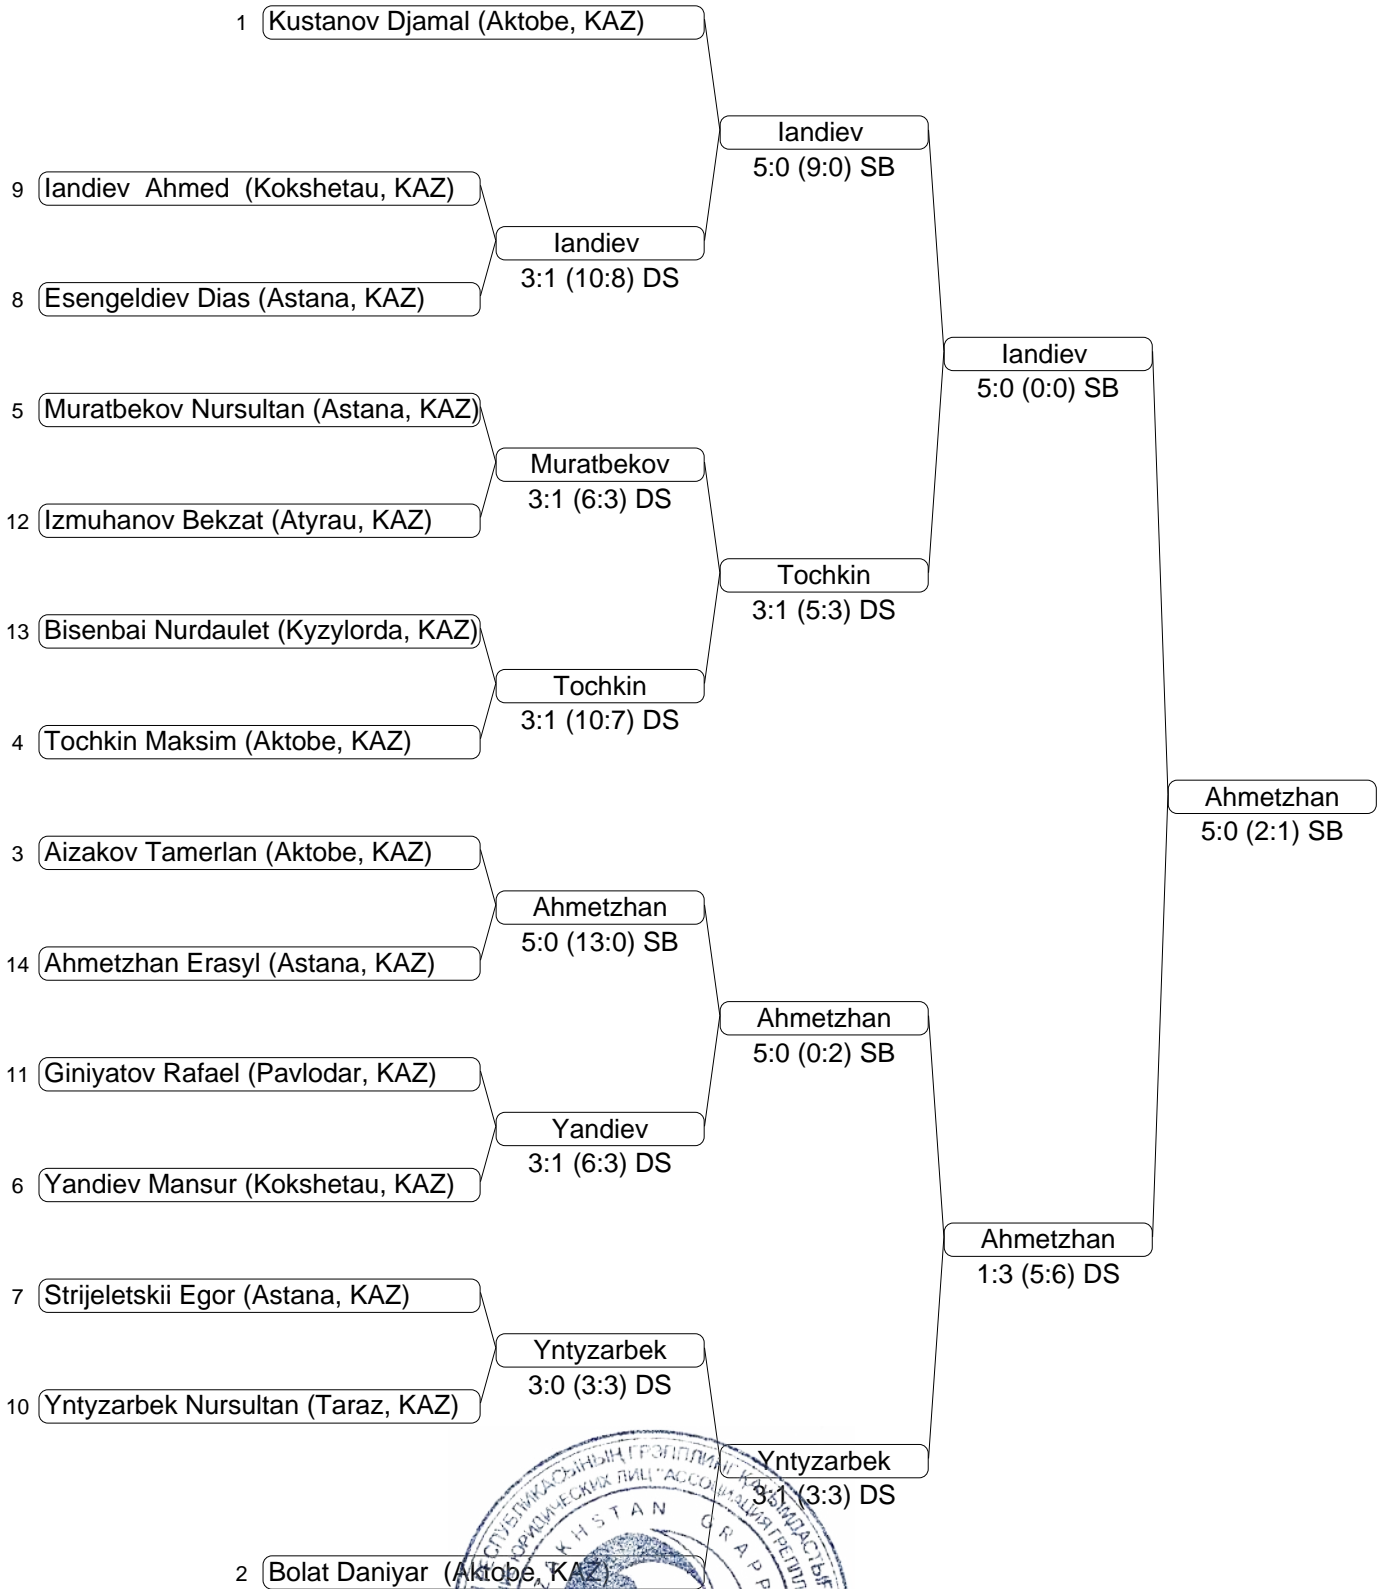 1 Kustanov Djamal (Aktobe, KAZ)
Iandiev
5:0 (9:0) SB
9 Iandiev Ahmed (Kokshetau, KAZ)
Iandiev
3:1 (10:8) DS
8 Esengeldiev Dias (Astana, KAZ)
Iandiev
5:0 (0:0) SB
5 Muratbekov Nursultan (Astana, KAZ)
Muratbekov
3:1 (6:3) DS
12 Izmuhanov Bekzat (Atyrau, KAZ)
Tochkin
3:1 (5:3) DS
13 Bisenbai Nurdaulet (Kyzylorda, KAZ)
Tochkin
3:1 (10:7) DS
4 Tochkin Maksim (Aktobe, KAZ)
Ahmetzhan
5:0 (2:1) SB
3 Aizakov Tamerlan (Aktobe, KAZ)
Ahmetzhan
5:0 (13:0) SB
14 Ahmetzhan Erasyl (Astana, KAZ)
Ahmetzhan
5:0 (0:2) SB
11 Giniyatov Rafael (Pavlodar, KAZ)
Yandiev
3:1 (6:3) DS
6 Yandiev Mansur (Kokshetau, KAZ)
Ahmetzhan
1:3 (5:6) DS
7 Strijeletskii Egor (Astana, KAZ)
Yntyzarbek
3:0 (3:3) DS
10 Yntyzarbek Nursultan (Taraz, KAZ)
Yntyzarbek
3:1 (3:3) DS
2 Bolat Daniyar (Aktobe, KAZ)